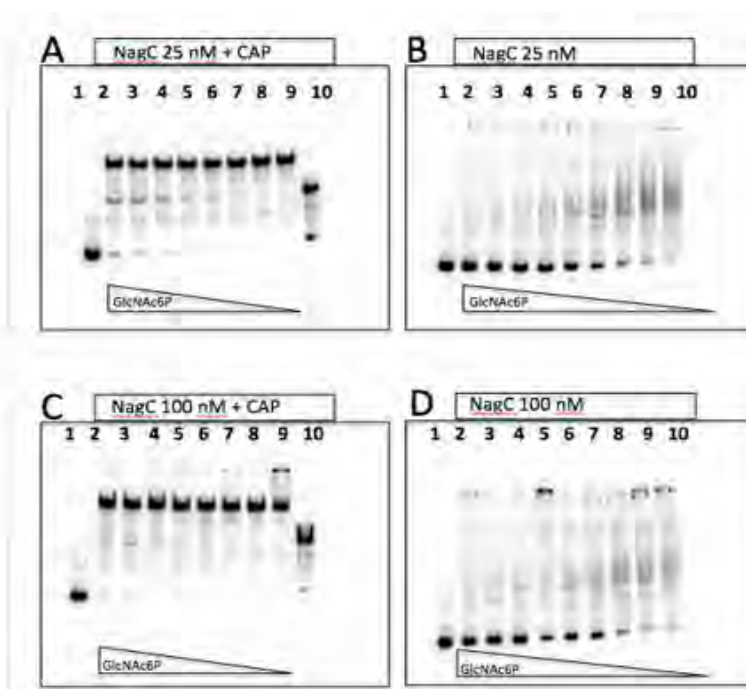 A
NagC 25 nM + CAP
1 2 3 4 5 6 7 8 9 10
GlcNAc6P
B
NagC 25 nM
1 2 3 4 5 6 7 8 9 10
GlcNAc6P
C
NagC 100 nM + CAP
1 2 3 4 5 6 7 8 9 10
GlcNAc6P
D
NagC 100 nM
1 2 3 4 5 6 7 8 9 10
GlcNAc6P